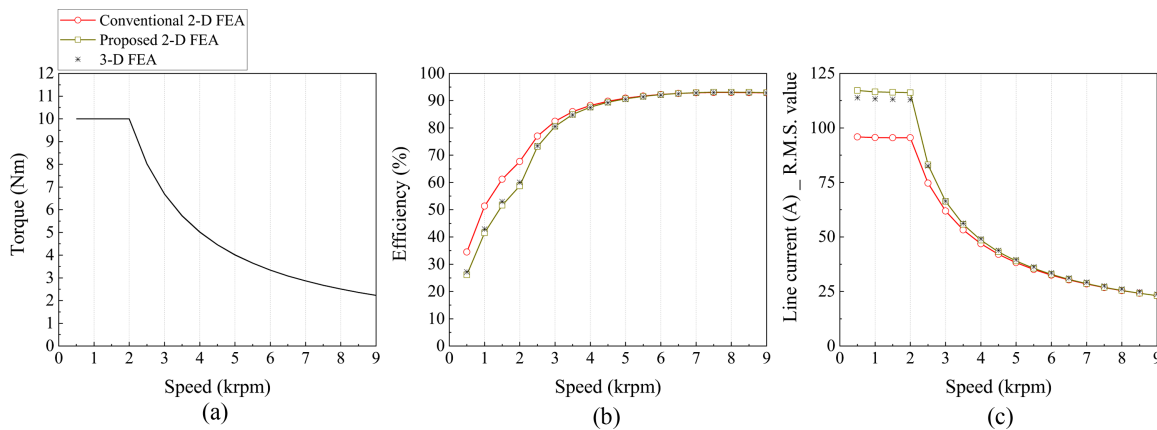 Conventional 2-D FEA
Proposed 2-D FEA
3-D FEA
12
11
10
9
8
7
6
5
4
3
2
1
0
Torque (Nm)
0 1 2 3 4 5 6 7 8 9
Speed (krpm)
(a)
100
90
80
70
60
50
40
30
20
10
0
Efficiency (%)
0 1 2 3 4 5 6 7 8 9
Speed (krpm)
(b)
125
100
75
50
25
0
Line current (A) _ R.M.S. value
0 1 2 3 4 5 6 7 8 9
Speed (krpm)
(c)